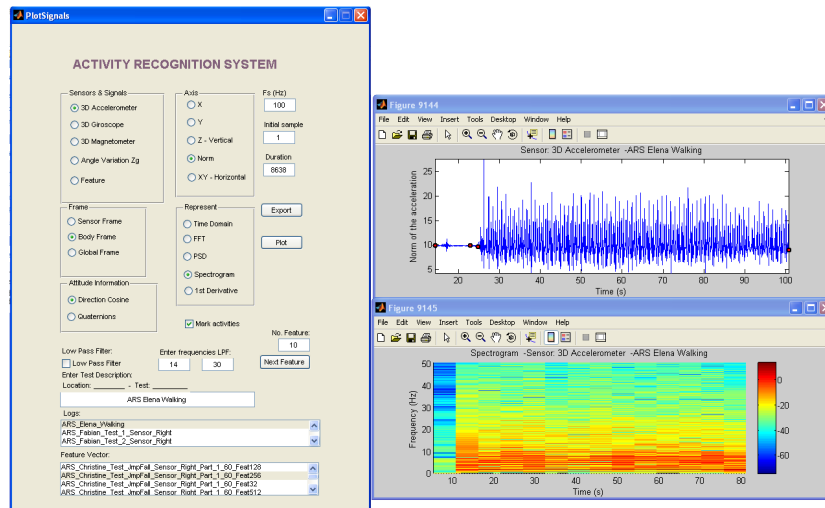 PlotSignals
ACTIVITY RECOGNITION SYSTEM
Sensors & Signals
3D Accelerometer
3D Giroscope
3D Magnetometer
Angle Variation Zg
Feature
Axis
X
Y
Z - Vertical
Norm
XY - Horizontal
Fs (Hz)
100
Initial sample
1
Duration
8638
Frame
Sensor Frame
Body Frame
Global Frame
Represent
Time Domain
FFT
PSD
Spectrogram
1st Derivative
Export
Plot
Attitude Information
Direction Cosine
Quaternions
Mark activities
No. Feature:
10
Next Feature
Low Pass Filter:
Low Pass Filter
Enter frequencies LPF:
14 30
Enter Test Description:
Location: _______ - Test: _______
ARS Elena Walking
Logs:
ARS_Elena_Walking
ARS_Fabian_Test_1_Sensor_Right
ARS_Fabian_Test_2_Sensor_Right
Feature Vector:
ARS_Christine_Test_JmpFall_Sensor_Right_Part_1_60_Feat128
ARS_Christine_Test_JmpFall_Sensor_Right_Part_1_60_Feat256
ARS_Christine_Test_JmpFall_Sensor_Right_Part_1_60_Feat32
ARS_Christine_Test_JmpFall_Sensor_Right_Part_1_60_Feat512
Figure 9144
File Edit View Insert Tools Desktop Window Help
Sensor: 3D Accelerometer -ARS Elena Walking
Norm of the acceleration
25
20
15
10
5
20 30 40 50 60 70 80 90 100
Time (s)
Figure 9145
File Edit View Insert Tools Desktop Window Help
Spectrogram -Sensor: 3D Accelerometer -ARS Elena Walking
Frequency (Hz)
50
40
30
20
10
0
10 20 30 40 50 60 70 80
Time (s)
0
-20
-40
-60